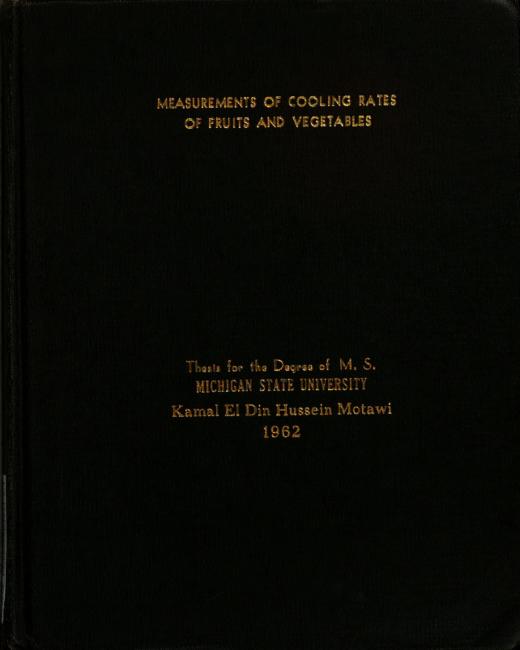 MEASUREMENTS OF COOLING RATES
OF FRUITS AND VEGETABLES
Thesis for the Degree of M. S.
MICHIGAN STATE UNIVERSITY
Kamal El Din Hussein Motawi
1962